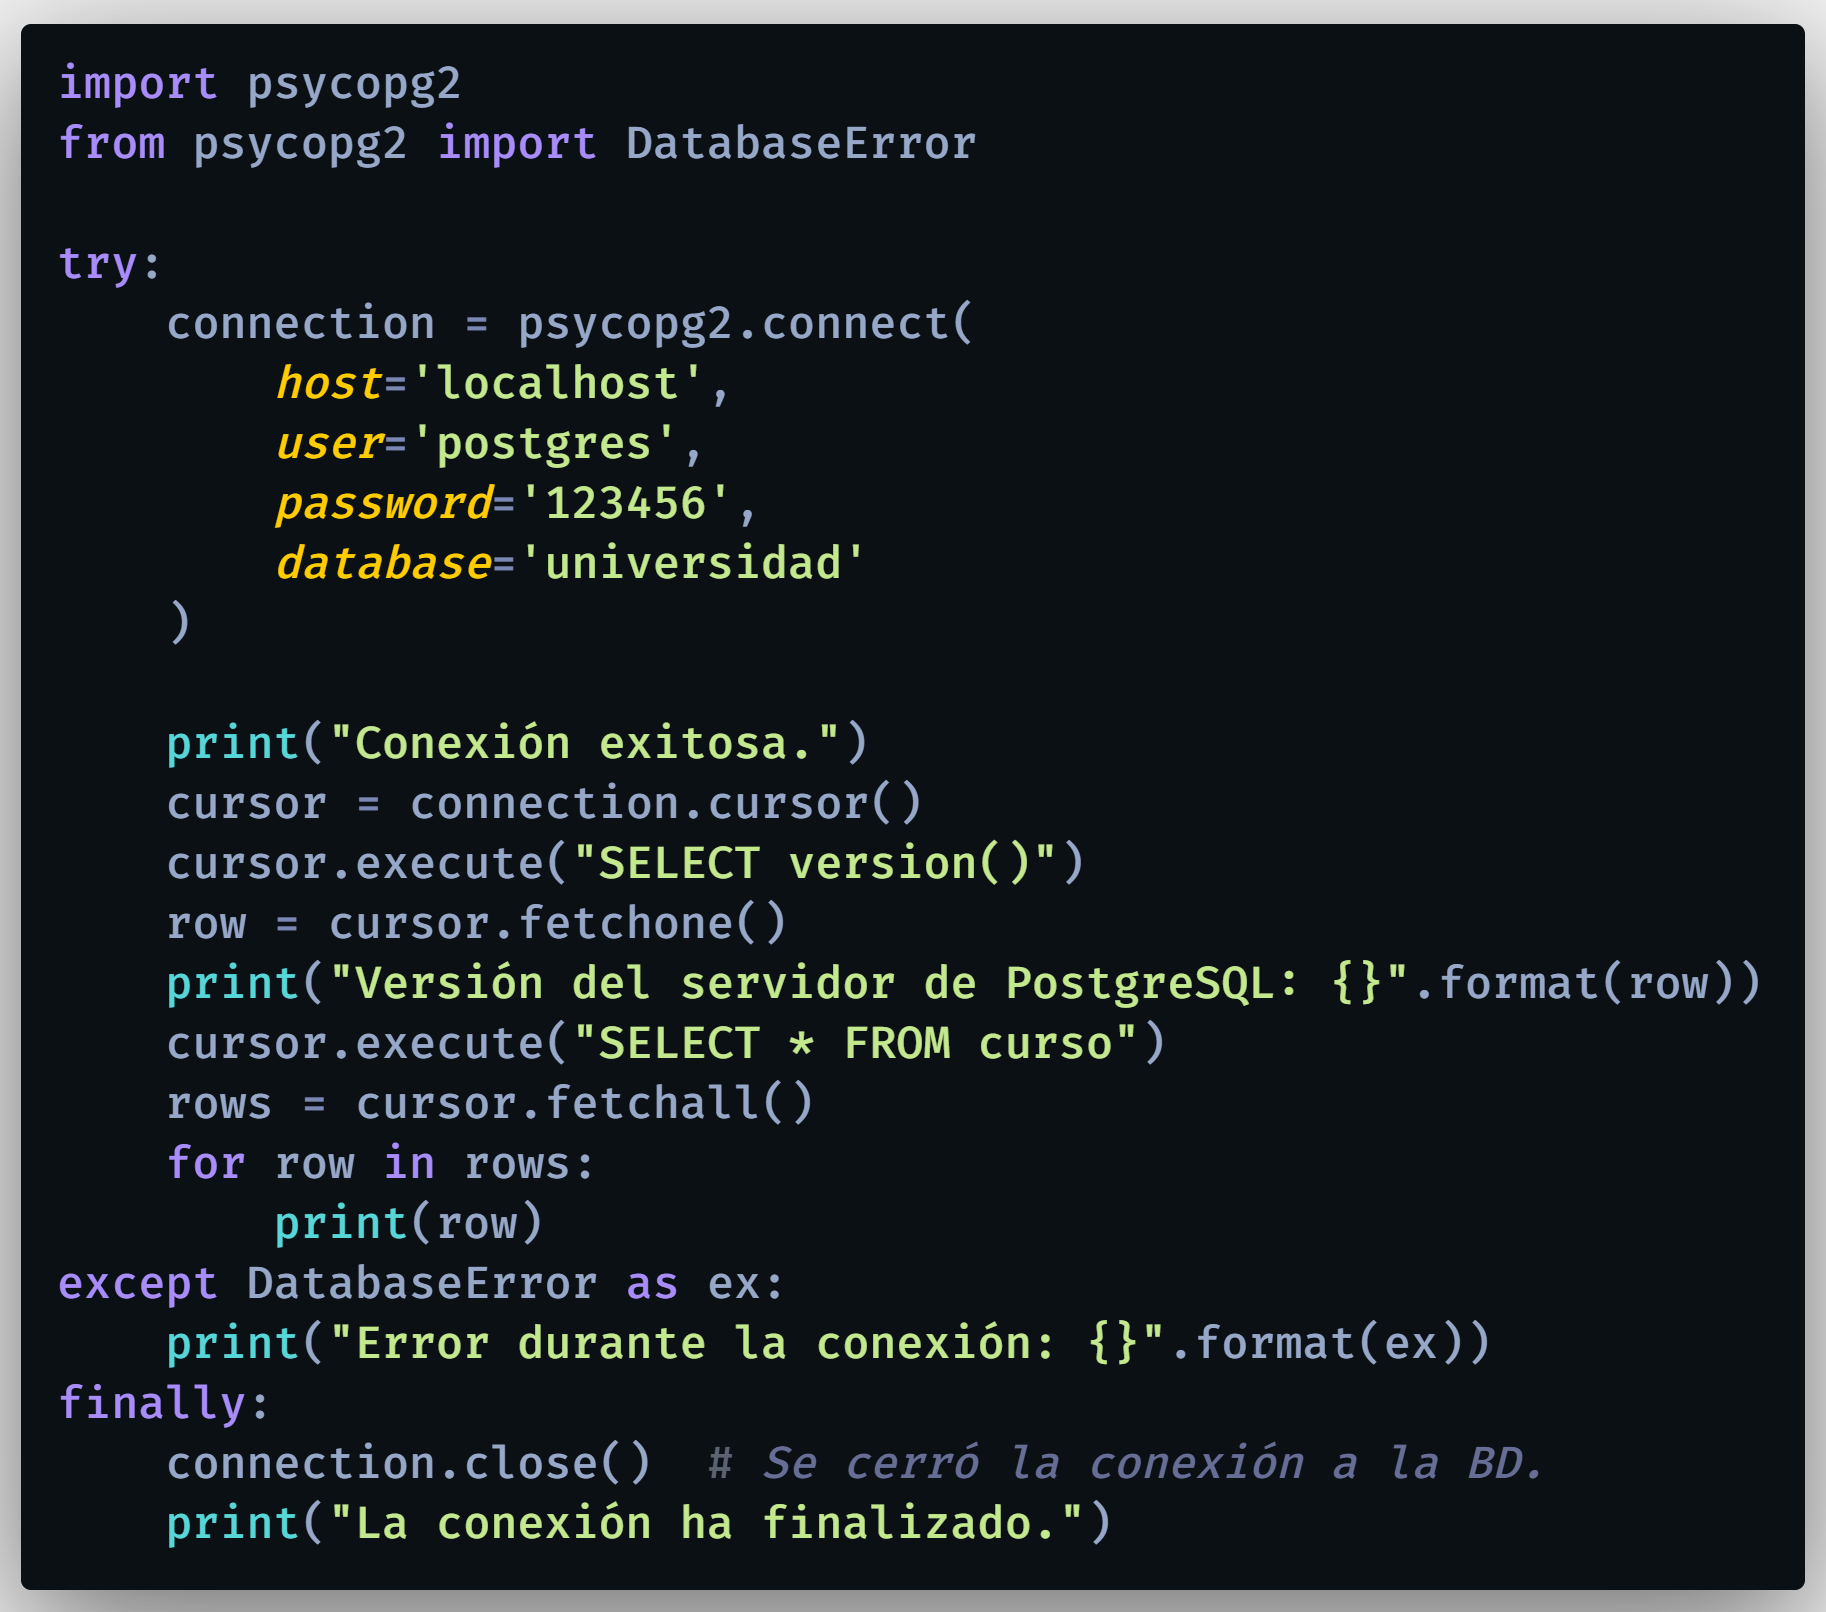 import psycopg2
from psycopg2 import DatabaseError

try:
    connection = psycopg2.connect(
        host='localhost',
        user='postgres',
        password='123456',
        database='universidad'
    )

    print("Conexión exitosa.")
    cursor = connection.cursor()
    cursor.execute("SELECT version()")
    row = cursor.fetchone()
    print("Versión del servidor de PostgreSQL: {}".format(row))
    cursor.execute("SELECT * FROM curso")
    rows = cursor.fetchall()
    for row in rows:
        print(row)
except DatabaseError as ex:
    print("Error durante la conexión: {}".format(ex))
finally:
    connection.close()  # Se cerró la conexión a la BD.
    print("La conexión ha finalizado.")